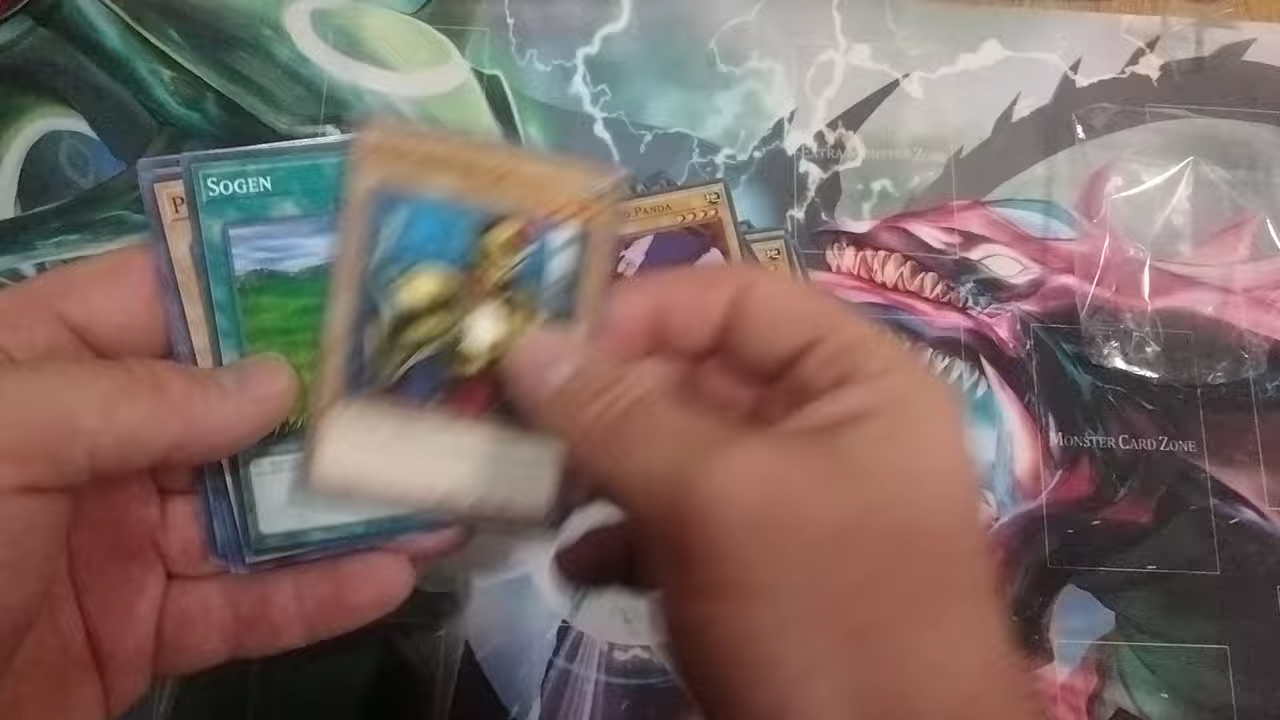 EXTRA MONSTER ZONE
SOGEN
PANDA
P
MONSTER CARD ZONE